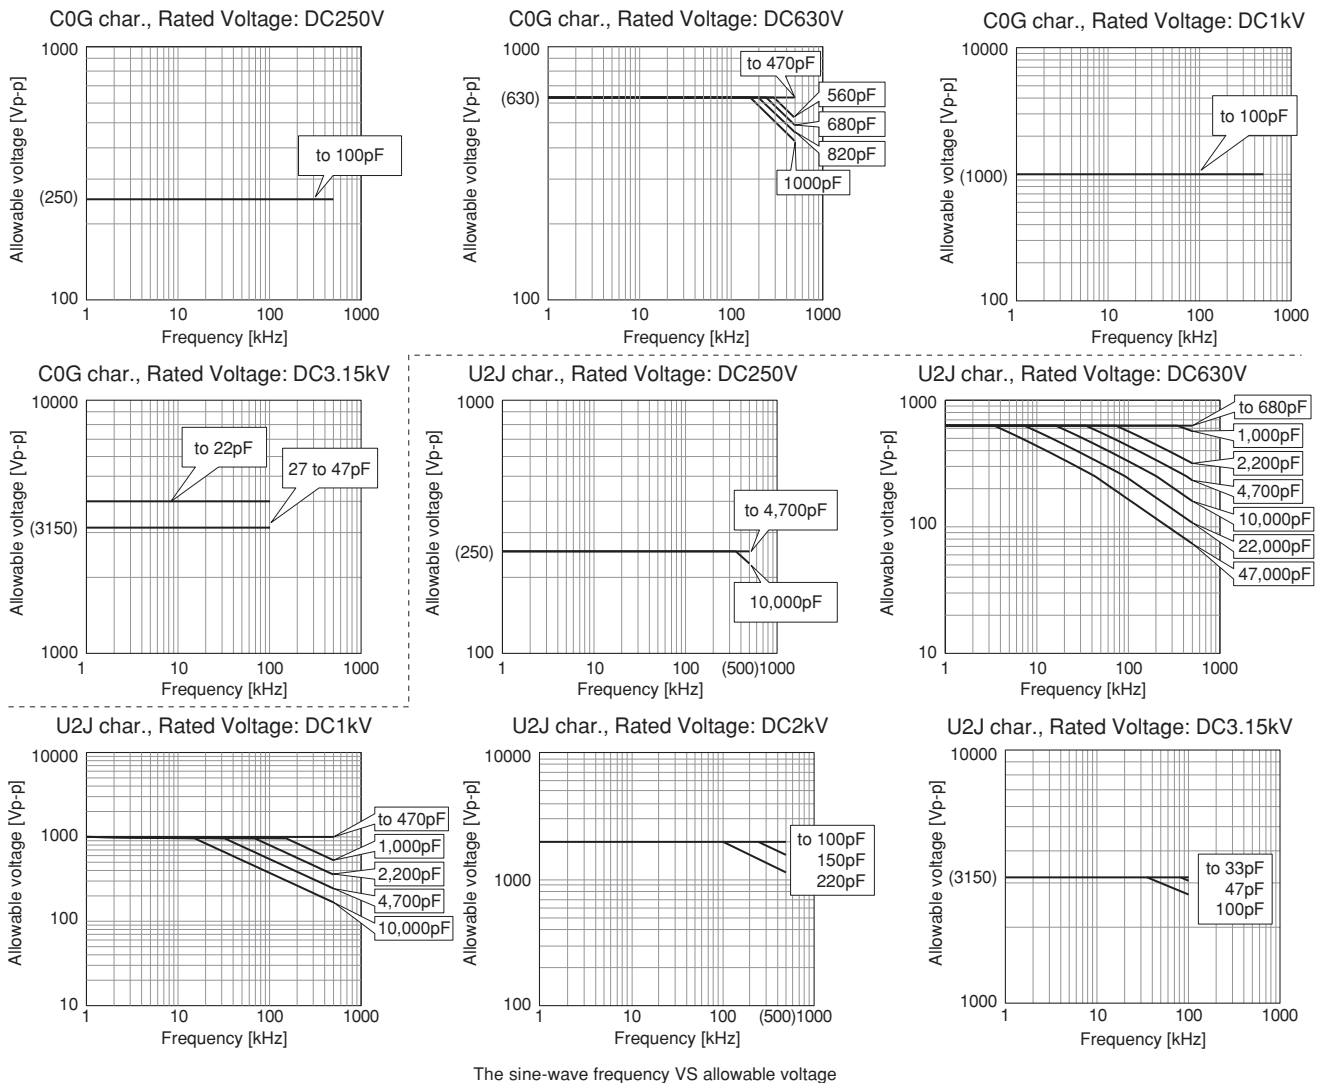 C0G char., Rated Voltage: DC250V
Allowable voltage [Vp-p]
1000
(250)
100
to 100pF
1 10 100 1000
Frequency [kHz]
C0G char., Rated Voltage: DC630V
Allowable voltage [Vp-p]
1000
(630)
100
to 470pF
560pF
680pF
820pF
1000pF
1 10 100 1000
Frequency [kHz]
C0G char., Rated Voltage: DC1kV
Allowable voltage [Vp-p]
10000
(1000)
100
to 100pF
1 10 100 1000
Frequency [kHz]
C0G char., Rated Voltage: DC3.15kV
Allowable voltage [Vp-p]
10000
(3150)
1000
to 22pF
27 to 47pF
1 10 100 1000
Frequency [kHz]
U2J char., Rated Voltage: DC250V
Allowable voltage [Vp-p]
1000
(250)
100
to 4,700pF
10,000pF
1 10 100 (500)1000
Frequency [kHz]
U2J char., Rated Voltage: DC630V
Allowable voltage [Vp-p]
1000
100
10
to 680pF
1,000pF
2,200pF
4,700pF
10,000pF
22,000pF
47,000pF
1 10 100 1000
Frequency [kHz]
U2J char., Rated Voltage: DC1kV
Allowable voltage [Vp-p]
10000
1000
100
10
to 470pF
1,000pF
2,200pF
4,700pF
10,000pF
1 10 100 1000
Frequency [kHz]
U2J char., Rated Voltage: DC2kV
Allowable voltage [Vp-p]
10000
1000
100
to 100pF
150pF
220pF
1 10 100 (500)1000
Frequency [kHz]
U2J char., Rated Voltage: DC3.15kV
Allowable voltage [Vp-p]
10000
(3150)
1000
to 33pF
47pF
100pF
1 10 100 1000
Frequency [kHz]
The sine-wave frequency VS allowable voltage